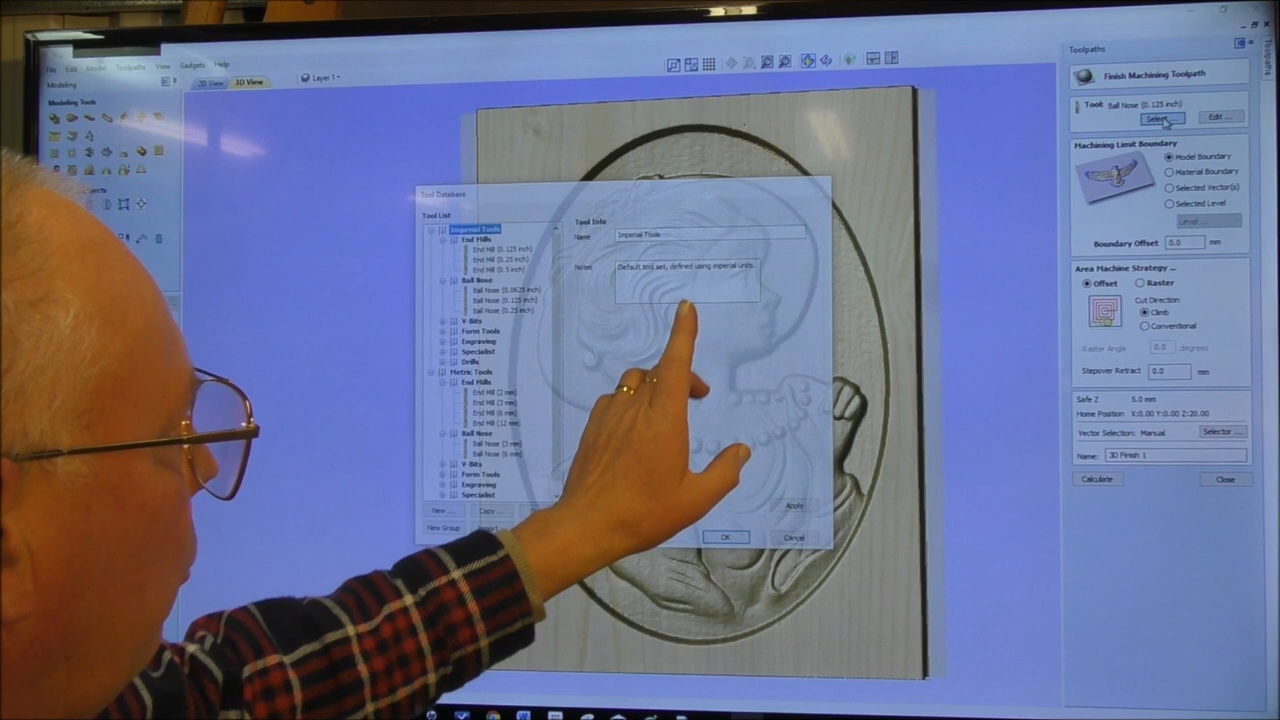 File Edit Model Toolpaths View Gadgets Help
Modeling
Modeling Tools
2D View 3D View Layer 1
Tool Database
Tool List
Imperial Tools
End Mills
End Mill (0.125 inch)
End Mill (0.25 inch)
End Mill (0.5 inch)
Ball Nose
Ball Nose (0.0625 inch)
Ball Nose (0.125 inch)
Ball Nose (0.25 inch)
V-Bits
Form Tools
Engraving
Specialist
Drills
Metric Tools
End Mills
End Mill (2 mm)
End Mill (3 mm)
End Mill (6 mm)
End Mill (12 mm)
Ball Nose
Ball Nose (3 mm)
Ball Nose (6 mm)
V-Bits
Form Tools
Engraving
Specialist
New ... Copy ...
New Group Import ...
Tool Info
Name Imperial Tools
Notes Default tool set, defined using imperial units.
Apply
OK Cancel
Toolpaths
Toolpaths
Finish Machining Toolpath
Tool: Ball Nose (0.125 inch)
Select ... Edit ...
Machining Limit Boundary
Model Boundary
Material Boundary
Selected Vector(s)
Selected Level
Level ...
Boundary Offset 0.0 mm
Area Machine Strategy ...
Offset Raster
Cut Direction
Climb
Conventional
Raster Angle 0.0 degrees
Stepover Retract 0.0 mm
Safe Z 5.0 mm
Home Position X:0.00 Y:0.00 Z:20.00
Vector Selection: Manual Selector ...
Name: 3D Finish 1
Calculate Close